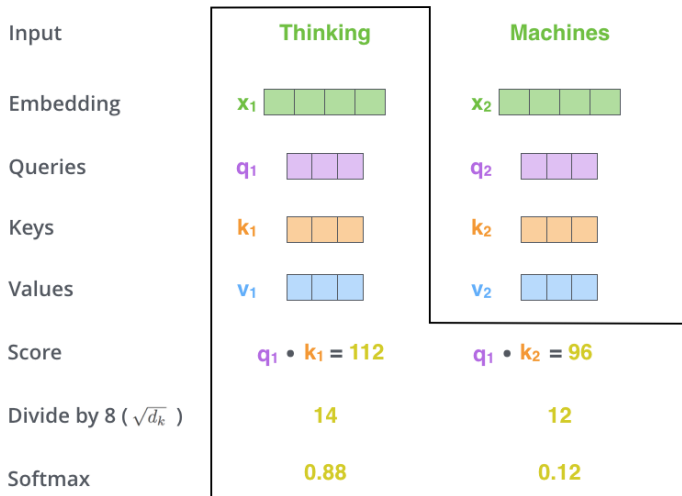 Input Thinking Machines
Embedding x₁ x₂
Queries q₁ q₂
Keys k₁ k₂
Values v₁ v₂
Score q₁ • k₁ = 112 q₁ • k₂ = 96
Divide by 8 ( √dₖ ) 14 12
Softmax 0.88 0.12